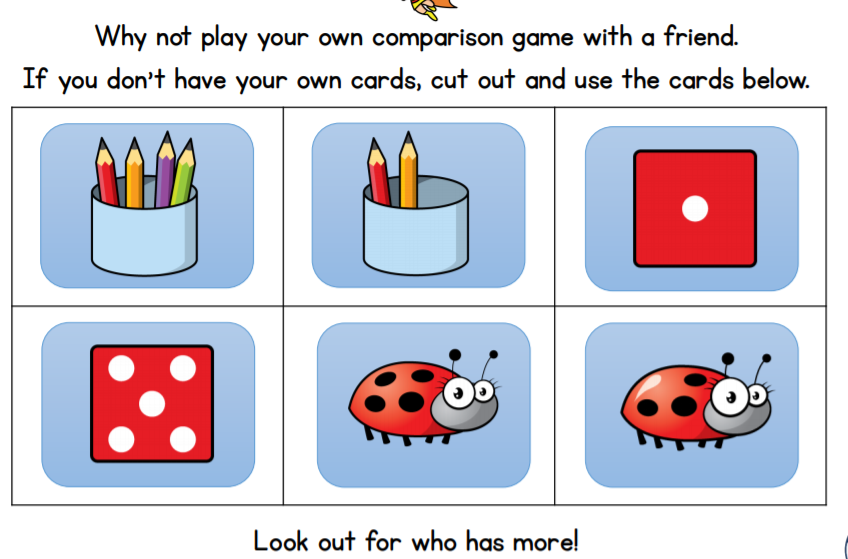 Why not play your own comparison game with a friend.
If you don't have your own cards, cut out and use the cards below.
Look out for who has more!